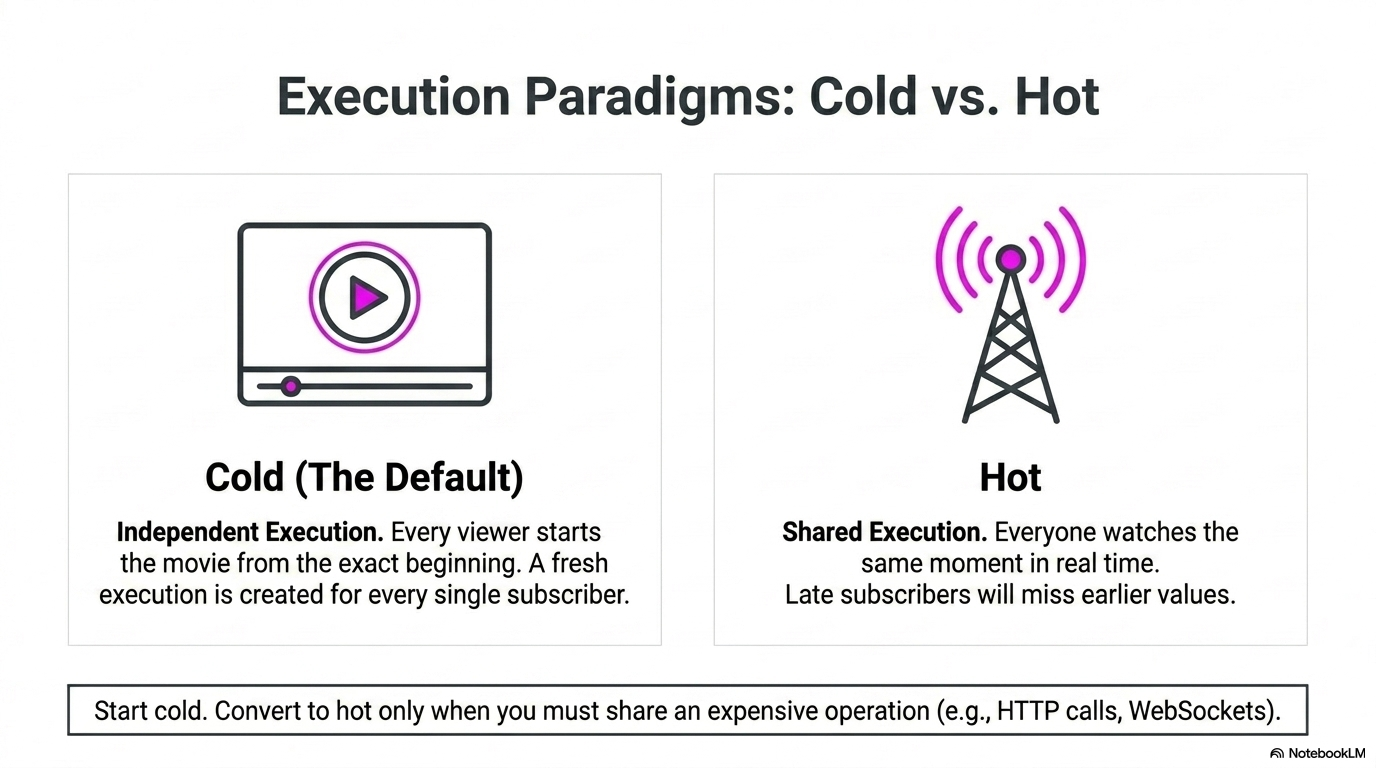 Execution Paradigms: Cold vs. Hot
Cold (The Default)
Independent Execution. Every viewer starts
the movie from the exact beginning. A fresh
execution is created for every single subscriber.
Hot
Shared Execution. Everyone watches the
same moment in real time.
Late subscribers will miss earlier values.
Start cold. Convert to hot only when you must share an expensive operation (e.g., HTTP calls, WebSockets).
NotebookLM